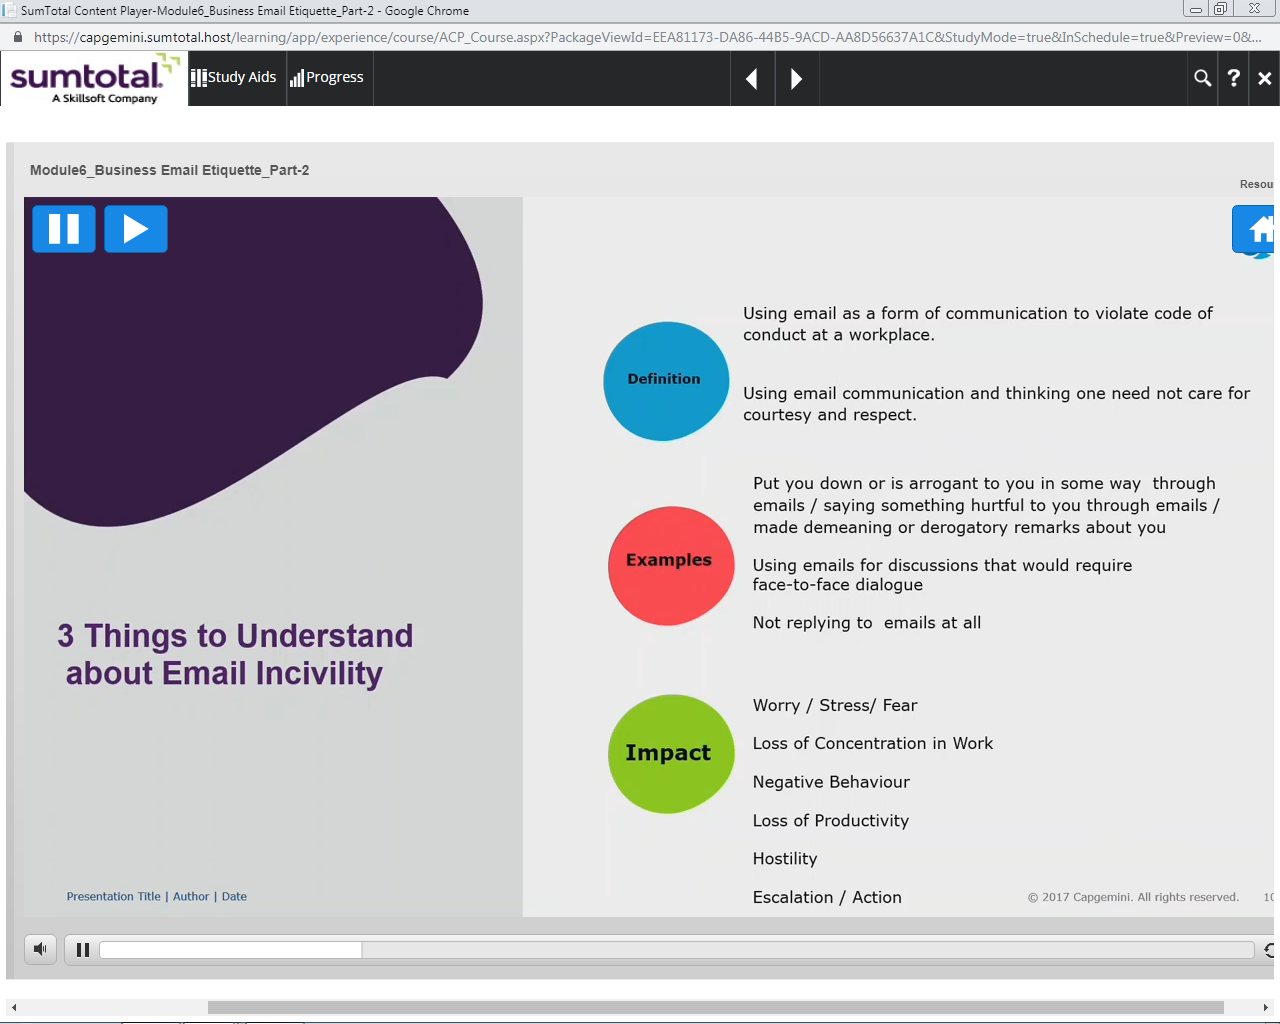 SumTotal Content Player-Module6_Business Email Etiquette_Part-2 - Google Chrome
https://capgemini.sumtotal.host/learning/app/experience/course/ACP_Course.aspx?PackageViewId=EEA81173-DA86-44B5-9ACD-AA8D56637A1C&StudyMode=true&InSchedule=true&Preview=0&...
sumtotal.
A Skillsoft Company
Study Aids
Progress
?
Module6_Business Email Etiquette_Part-2
Resou
Using email as a form of communication to violate code of
conduct at a workplace.
Definition
Using email communication and thinking one need not care for
courtesy and respect.
Put you down or is arrogant to you in some way through
emails / saying something hurtful to you through emails /
made demeaning or derogatory remarks about you
Examples
Using emails for discussions that would require
face-to-face dialogue
Not replying to emails at all
3 Things to Understand
about Email Incivility
Worry / Stress/ Fear
Loss of Concentration in Work
Impact
Negative Behaviour
Loss of Productivity
Hostility
Escalation / Action
Presentation Title | Author | Date
© 2017 Capgemini. All rights reserved.
10